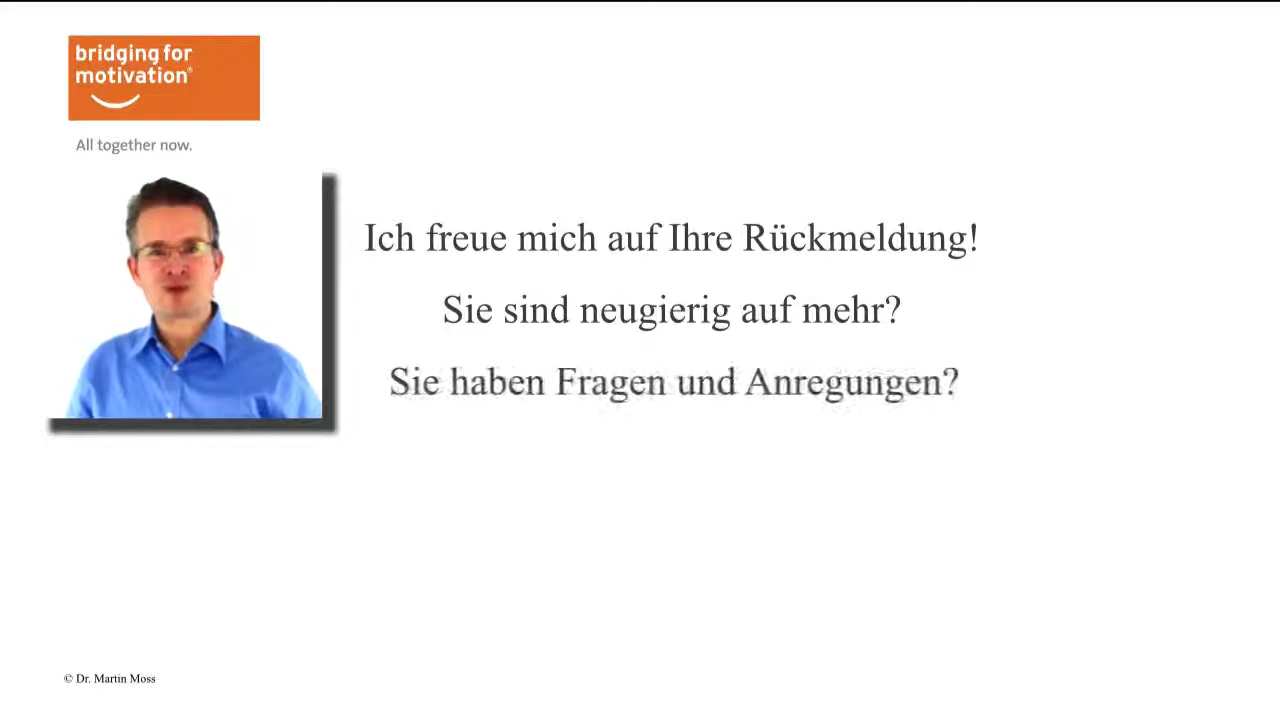 bridging for
motivation®
All together now.
Ich freue mich auf Ihre Rückmeldung!
Sie sind neugierig auf mehr?
Sie haben Fragen und Anregungen?
© Dr. Martin Moss